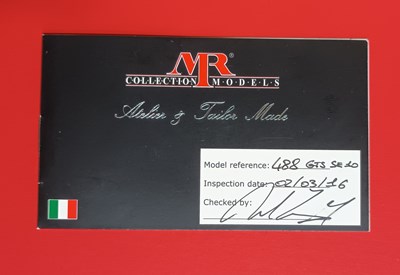 MR®
COLLECTION MODELS
Atelier & Tailor Made
Model reference: 488 GTS SE 20
Inspection date: 02/03/16
Checked by: